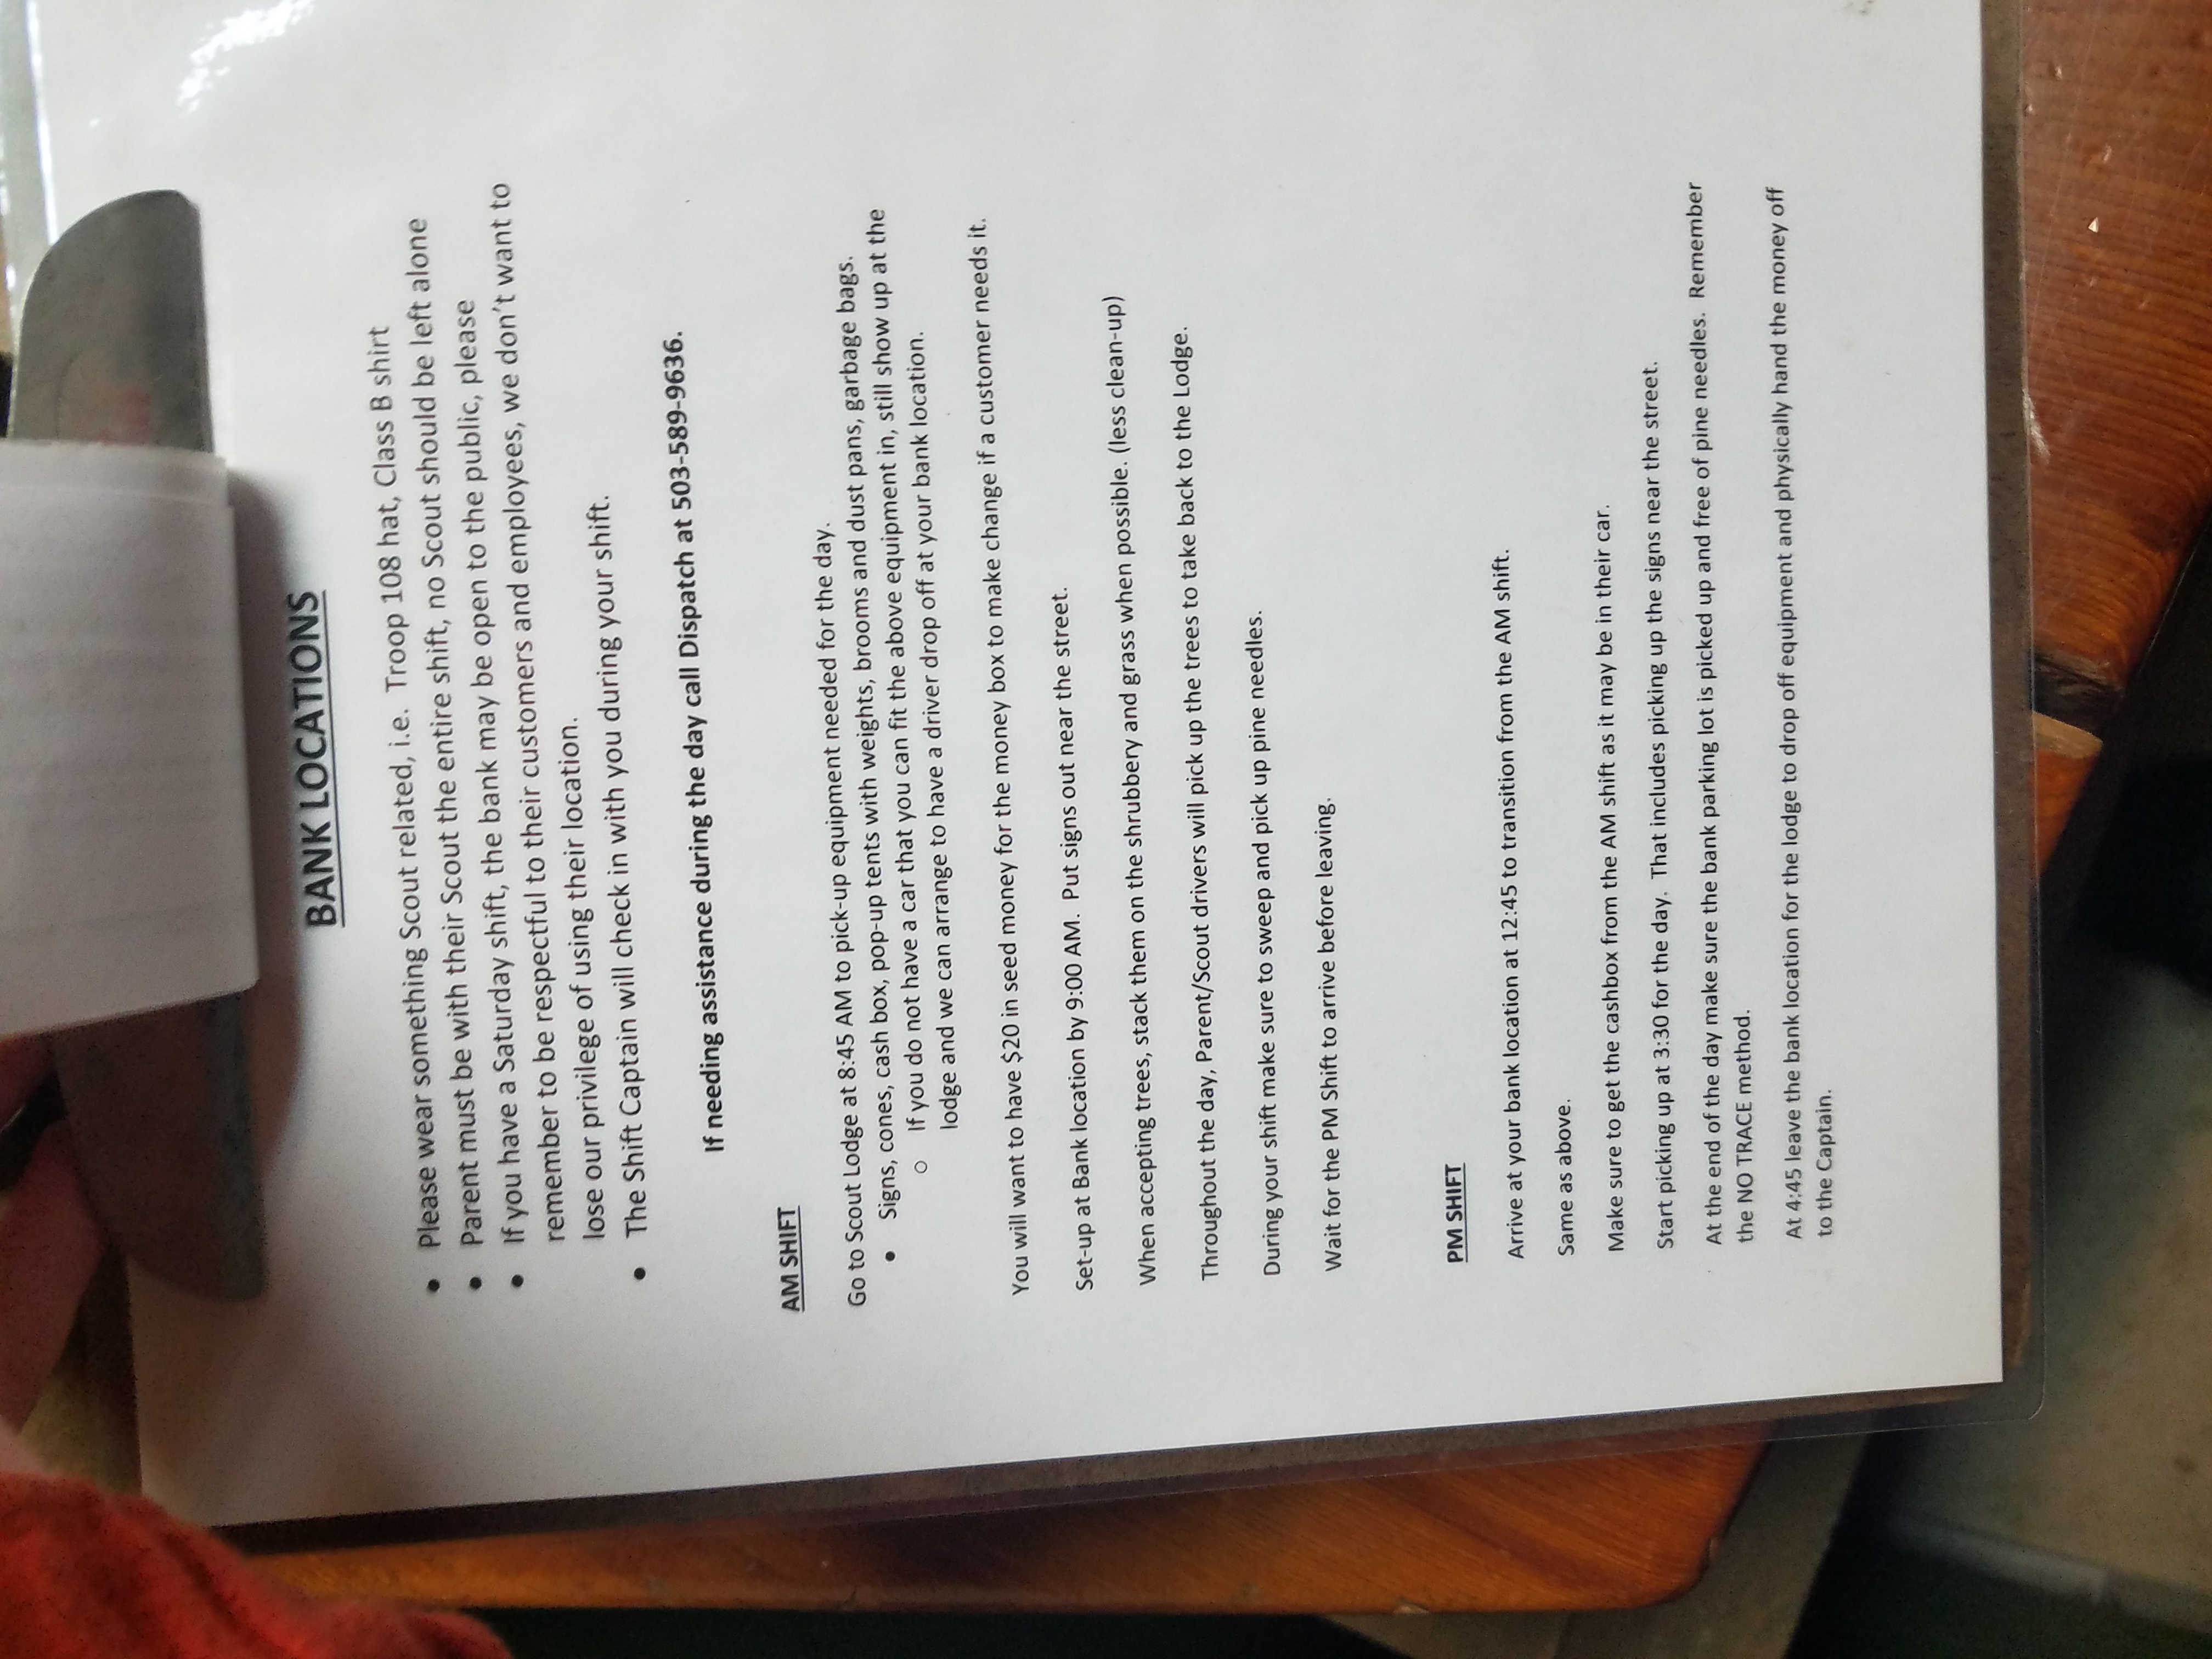 BANK LOCATIONS
• Please wear something Scout related, i.e.  Troop 108 hat, Class B shirt
• Parent must be with their Scout the entire shift, no Scout should be left alone
• If you have a Saturday shift, the bank may be open to the public, please
remember to be respectful to their customers and employees, we don't want to
lose our privilege of using their location.
• The Shift Captain will check in with you during your shift.
If needing assistance during the day call Dispatch at 503-589-9636.
AM SHIFT
Go to Scout Lodge at 8:45 AM to pick-up equipment needed for the day.
• Signs, cones, cash box, pop-up tents with weights, brooms and dust pans, garbage bags.
o If you do not have a car that you can fit the above equipment in, still show up at the
lodge and we can arrange to have a driver drop off at your bank location.
You will want to have $20 in seed money for the money box to make change if a customer needs it.
Set-up at Bank location by 9:00 AM.  Put signs out near the street.
When accepting trees, stack them on the shrubbery and grass when possible. (less clean-up)
Throughout the day, Parent/Scout drivers will pick up the trees to take back to the Lodge.
During your shift make sure to sweep and pick up pine needles.
Wait for the PM Shift to arrive before leaving.
PM SHIFT
Arrive at your bank location at 12:45 to transition from the AM shift.
Same as above.
Make sure to get the cashbox from the AM shift as it may be in their car.
Start picking up at 3:30 for the day.  That includes picking up the signs near the street.
At the end of the day make sure the bank parking lot is picked up and free of pine needles.  Remember
the NO TRACE method.
At 4:45 leave the bank location for the lodge to drop off equipment and physically hand the money off
to the Captain.